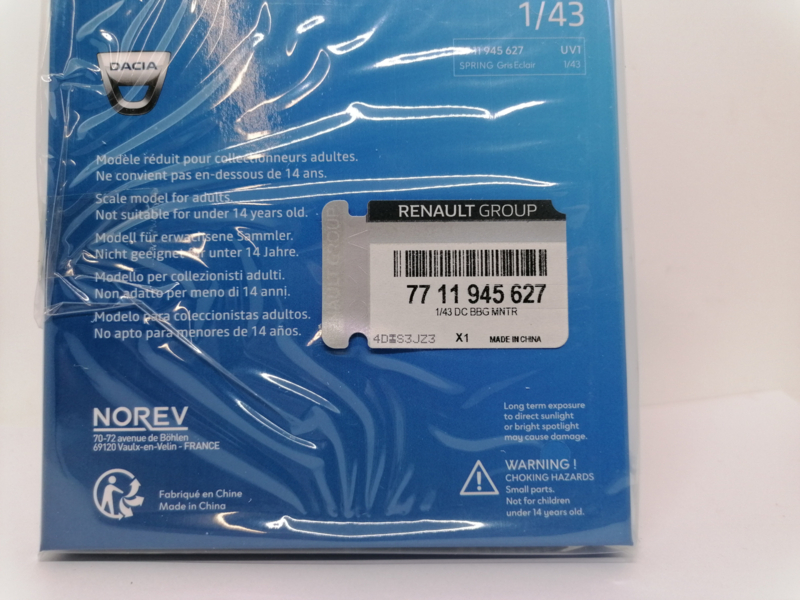 1/43
11 945 627 UV1
SPRING Gris Eclair 1/43
DACIA
Modèle réduit pour collectionneurs adultes.
Ne convient pas en-dessous de 14 ans.
Scale model for adults.
Not suitable for under 14 years old.
Modell für erwachsene Sammler.
Nicht geeignet für unter 14 Jahre.
Modello per collezionisti adulti.
Non adatto per meno di 14 anni.
Modelo para coleccionistas adultos.
No apto para menores de 14 años.
RENAULT GROUP
77 11 945 627
1/43 DC BBG MNTR
X1 MADE IN CHINA
NOREV
70-72 avenue de Böhlen
69120 Vaulx-en-Velin - FRANCE
Fabriqué en Chine
Made in China
Long term exposure
to direct sunlight
or bright spotlight
may cause damage.
WARNING !
CHOKING HAZARDS
Small parts.
Not for children
under 14 years old.